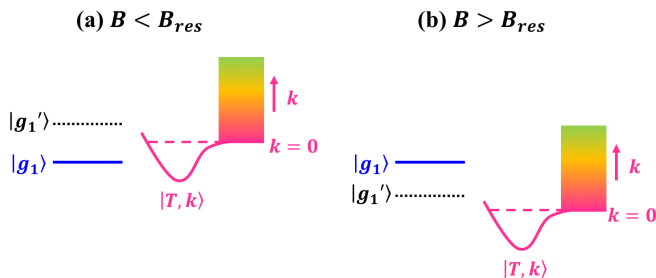 (a) B < B_res
|g₁′⟩
|g₁⟩
k
k = 0
|T, k⟩
(b) B > B_res
|g₁⟩
|g₁′⟩
k
k = 0
|T, k⟩